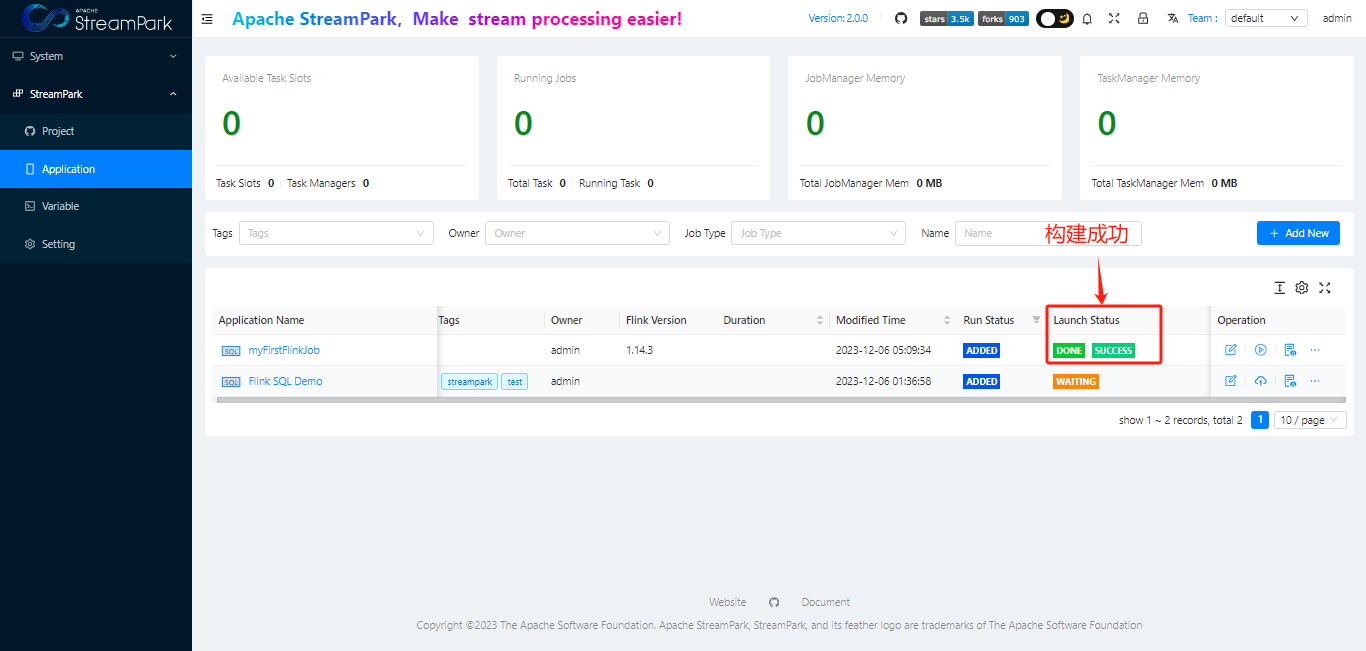 APACHE
StreamPark
Apache StreamPark, Make stream processing easier!
Version: 2.0.0
stars 3.5k forks 903
Team :
default
admin
System
StreamPark
Project
Application
Variable
Setting
Available Task Slots
0
Task Slots 0 Task Managers 0
Running Jobs
0
Total Task 0 Running Task 0
JobManager Memory
0
Total JobManager Mem 0 MB
TaskManager Memory
0
Total TaskManager Mem 0 MB
Tags Tags Owner Owner Job Type Job Type Name Name 构建成功 + Add New
Application Name Tags Owner Flink Version Duration Modified Time Run Status Launch Status Operation
SQL myFirstFlinkJob admin 1.14.3 2023-12-06 05:09:34 ADDED DONE SUCCESS ...
SQL Flink SQL Demo streampark test admin 2023-12-06 01:36:58 ADDED WAITING ...
show 1 ~ 2 records, total 2 1 10 / page
Website Document
Copyright ©2023 The Apache Software Foundation. Apache StreamPark, StreamPark, and its feather logo are trademarks of The Apache Software Foundation